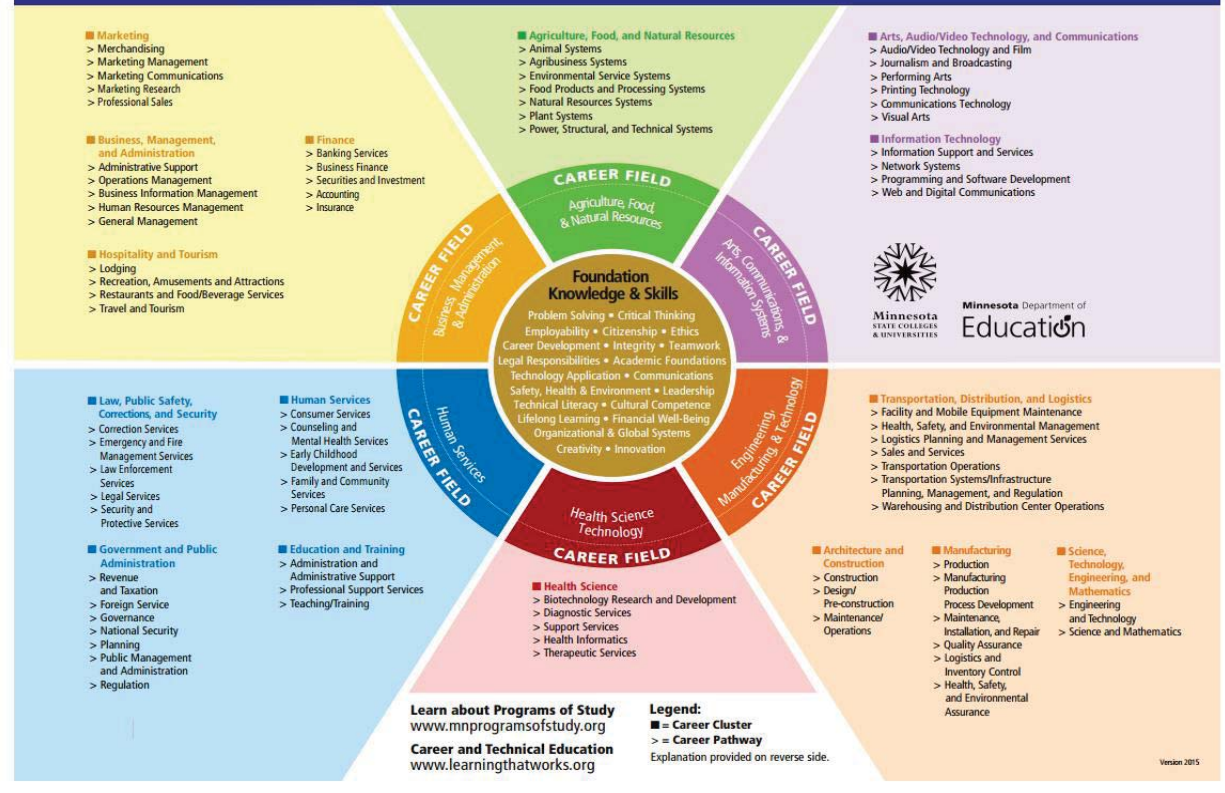 ■ Marketing
> Merchandising
> Marketing Management
> Marketing Communications
> Marketing Research
> Professional Sales
■ Business, Management,
and Administration
> Administrative Support
> Operations Management
> Business Information Management
> Human Resources Management
> General Management
■ Finance
> Banking Services
> Business Finance
> Securities and Investment
> Accounting
> Insurance
■ Hospitality and Tourism
> Lodging
> Recreation, Amusements and Attractions
> Restaurants and Food/Beverage Services
> Travel and Tourism
■ Agriculture, Food, and Natural Resources
> Animal Systems
> Agribusiness Systems
> Environmental Service Systems
> Food Products and Processing Systems
> Natural Resources Systems
> Plant Systems
> Power, Structural, and Technical Systems
■ Arts, Audio/Video Technology, and Communications
> Audio/Video Technology and Film
> Journalism and Broadcasting
> Performing Arts
> Printing Technology
> Communications Technology
> Visual Arts
■ Information Technology
> Information Support and Services
> Network Systems
> Programming and Software Development
> Web and Digital Communications
Minnesota
STATE COLLEGES
& UNIVERSITIES
Minnesota Department of
Education
CAREER FIELD
Agriculture, Food,
& Natural Resources
CAREER FIELD
Business, Management,
& Administration
CAREER FIELD
Arts, Communications, &
Information Systems
Foundation
Knowledge & Skills
Problem Solving • Critical Thinking
Employability • Citizenship • Ethics
Career Development • Integrity • Teamwork
Legal Responsibilities • Academic Foundations
Technology Application • Communications
Safety, Health & Environment • Leadership
Technical Literacy • Cultural Competence
Lifelong Learning • Financial Well-Being
Organizational & Global Systems
Creativity • Innovation
Human Services
CAREER FIELD
Engineering,
Manufacturing, & Technology
CAREER FIELD
Health Science
Technology
CAREER FIELD
■ Law, Public Safety,
Corrections, and Security
> Correction Services
> Emergency and Fire
Management Services
> Law Enforcement
Services
> Legal Services
> Security and
Protective Services
■ Human Services
> Consumer Services
> Counseling and
Mental Health Services
> Early Childhood
Development and Services
> Family and Community
Services
> Personal Care Services
■ Government and Public
Administration
> Revenue
and Taxation
> Foreign Service
> Governance
> National Security
> Planning
> Public Management
and Administration
> Regulation
■ Education and Training
> Administration and
Administrative Support
> Professional Support Services
> Teaching/Training
■ Health Science
> Biotechnology Research and Development
> Diagnostic Services
> Support Services
> Health Informatics
> Therapeutic Services
■ Transportation, Distribution, and Logistics
> Facility and Mobile Equipment Maintenance
> Health, Safety, and Environmental Management
> Logistics Planning and Management Services
> Sales and Services
> Transportation Operations
> Transportation Systems/Infrastructure
Planning, Management, and Regulation
> Warehousing and Distribution Center Operations
■ Architecture and
Construction
> Construction
> Design/
Pre-construction
> Maintenance/
Operations
■ Manufacturing
> Production
> Manufacturing
Production
Process Development
> Maintenance,
Installation, and Repair
> Quality Assurance
> Logistics and
Inventory Control
> Health, Safety,
and Environmental
Assurance
■ Science,
Technology,
Engineering, and
Mathematics
> Engineering
and Technology
> Science and Mathematics
Learn about Programs of Study
www.mnprogramsofstudy.org
Career and Technical Education
www.learningthatworks.org
Legend:
■ = Career Cluster
> = Career Pathway
Explanation provided on reverse side.
Version 2015